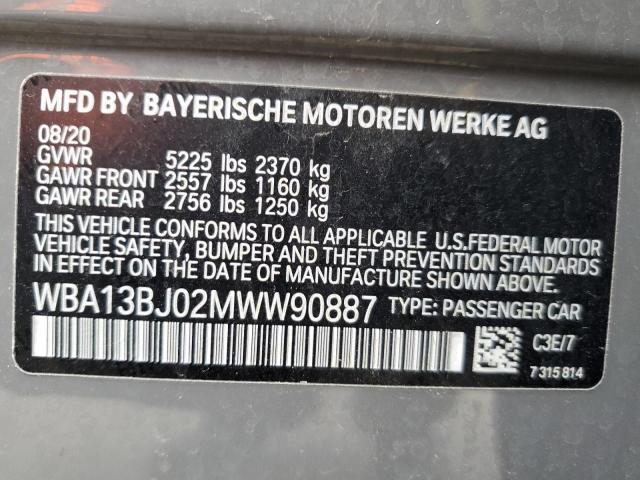 MFD BY BAYERISCHE MOTOREN WERKE AG
08/20
GVWR 5225 lbs 2370 kg
GAWR FRONT 2557 lbs 1160 kg
GAWR REAR 2756 lbs 1250 kg
THIS VEHICLE CONFORMS TO ALL APPLICABLE U.S.FEDERAL MOTOR
VEHICLE SAFETY, BUMPER AND THEFT PREVENTION STANDARDS
IN EFFECT ON THE DATE OF MANUFACTURE SHOWN ABOVE.
WBA13BJ02MWW90887 TYPE: PASSENGER CAR
C3E/7
7 315 814